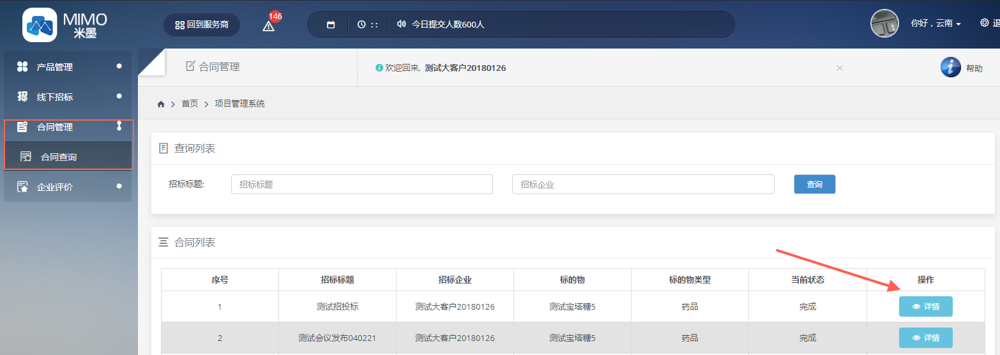 MIMO
米墨
回到服务商
146
: :
今日提交人数600人
你好，云南
产品管理
线下招标
合同管理
合同查询
企业评价
合同管理
欢迎回来, 测试大客户20180126
×
帮助
首页 > 项目管理系统
查询列表
招标标题: 招标标题 招标企业 查询
合同列表
序号 招标标题 招标企业 标的物 标的物类型 当前状态 操作
1 测试招投标 测试大客户20180126 测试宝塔糖5 药品 完成 详情
2 测试会议发布040221 测试大客户20180126 测试宝塔糖5 药品 完成 详情